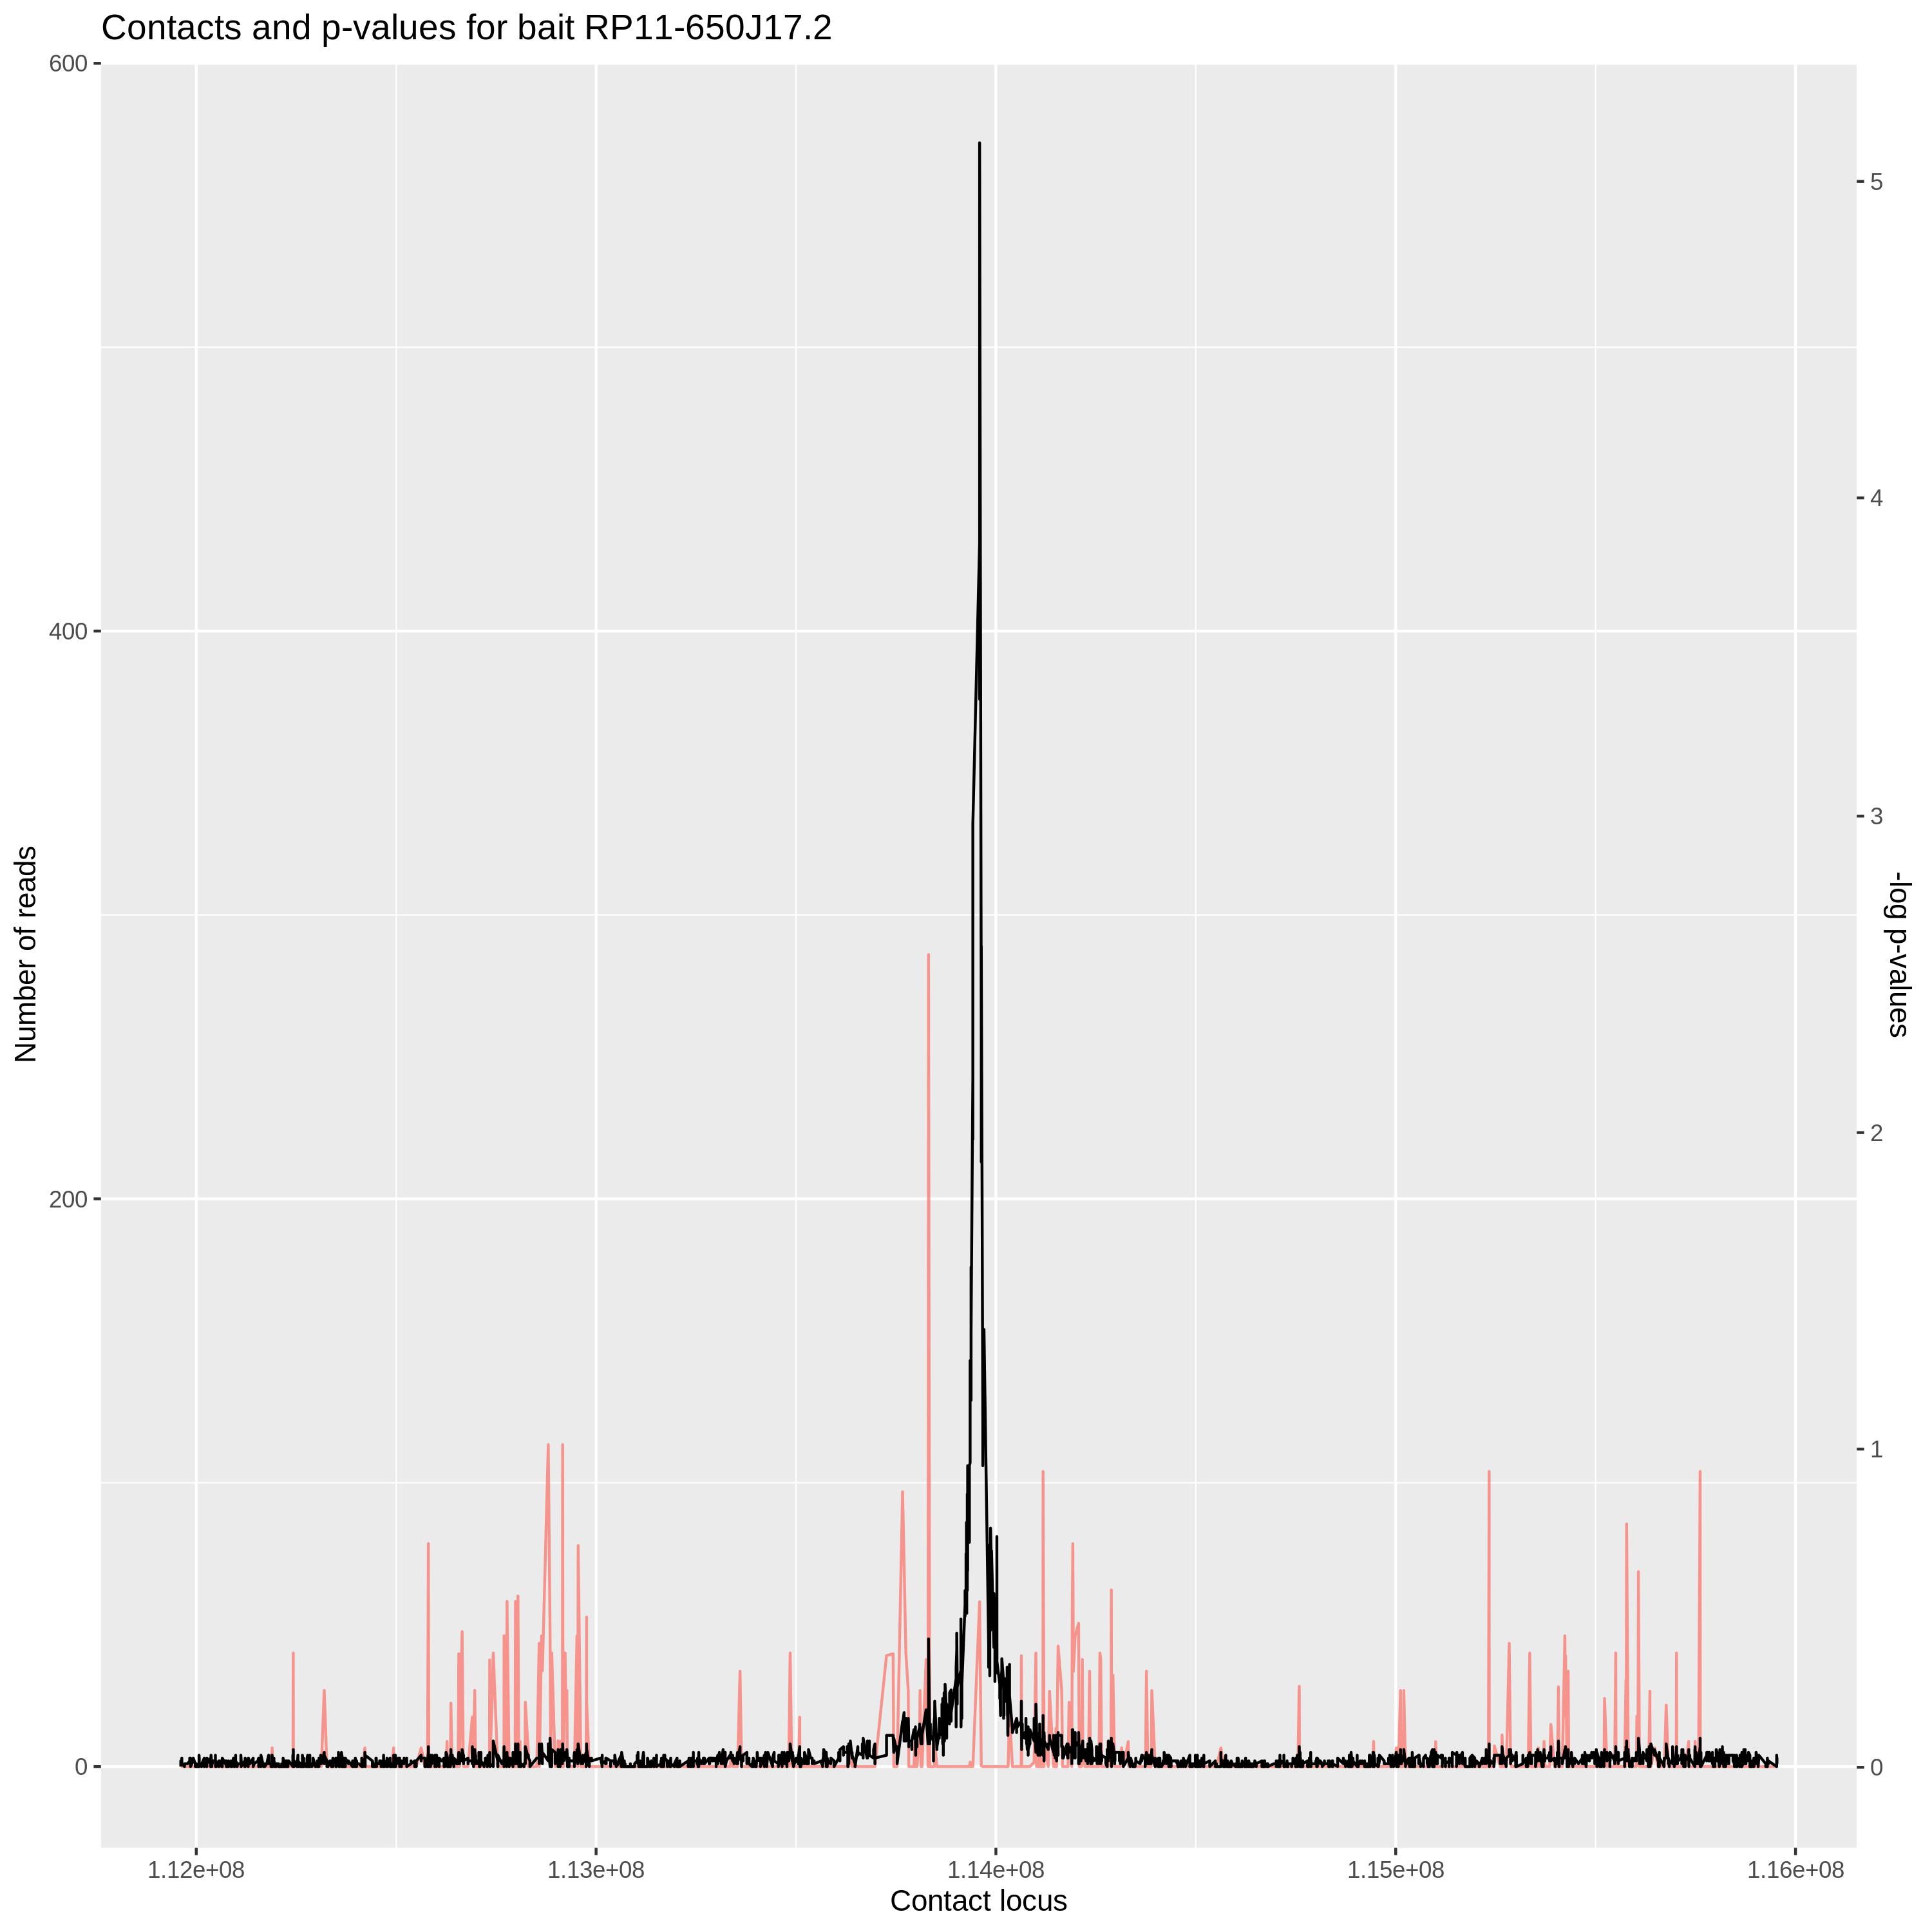 Contacts and p-values for bait RP11-650J17.2
600
400
200
0
Number of reads
5
4
3
2
1
0
-log p-values
1.12e+08 1.13e+08 1.14e+08 1.15e+08 1.16e+08
Contact locus